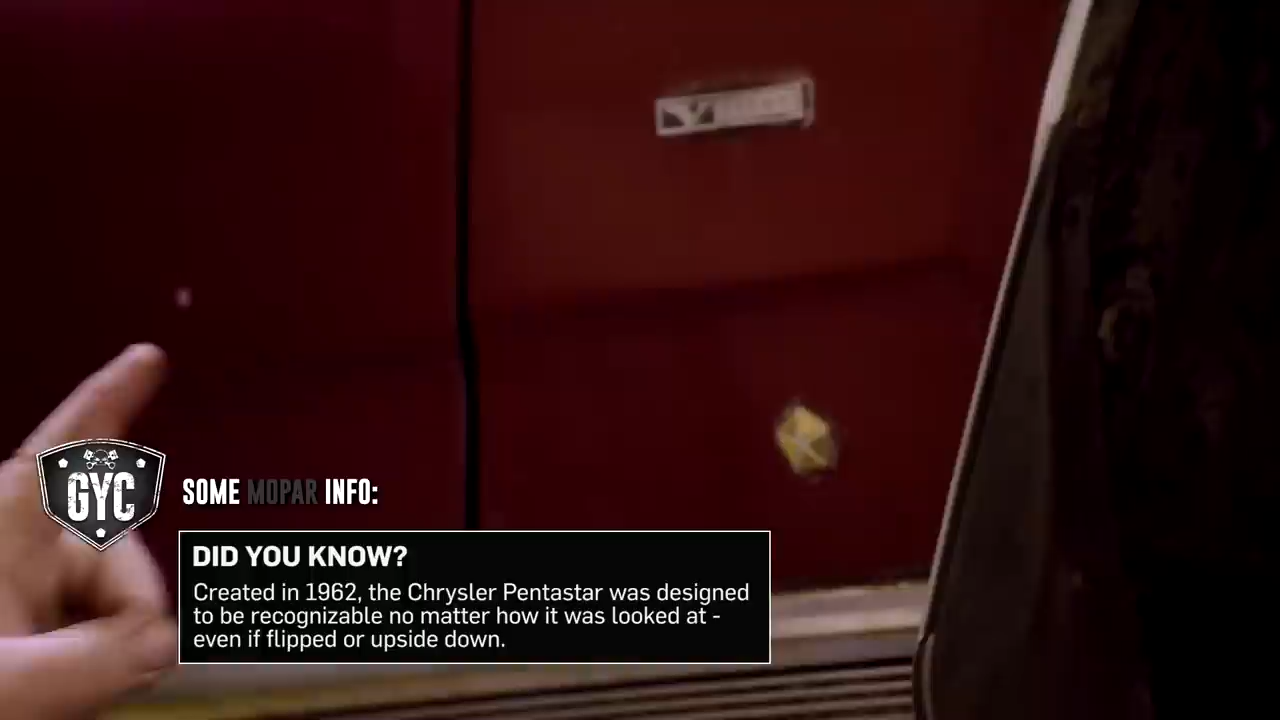 GYC
SOME MOPAR INFO:
DID YOU KNOW?
Created in 1962, the Chrysler Pentastar was designed
to be recognizable no matter how it was looked at -
even if flipped or upside down.